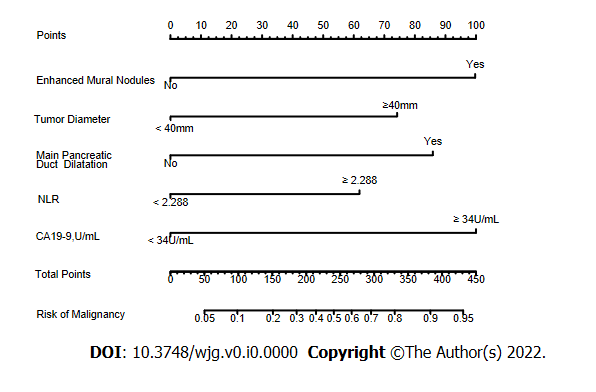 Points 0 10 20 30 40 50 60 70 80 90 100
Yes
Enhanced Mural Nodules
No
≥40mm
Tumor Diameter
< 40mm
Yes
Main Pancreatic
Duct Dilatation
No
≥ 2.288
NLR
< 2.288
≥ 34U/mL
CA19-9,U/mL
< 34U/mL
Total Points 0 50 100 150 200 250 300 350 400 450
Risk of Malignancy 0.05 0.1 0.2 0.3 0.4 0.5 0.6 0.7 0.8 0.9 0.95
DOI: 10.3748/wjg.v0.i0.0000 Copyright ©The Author(s) 2022.